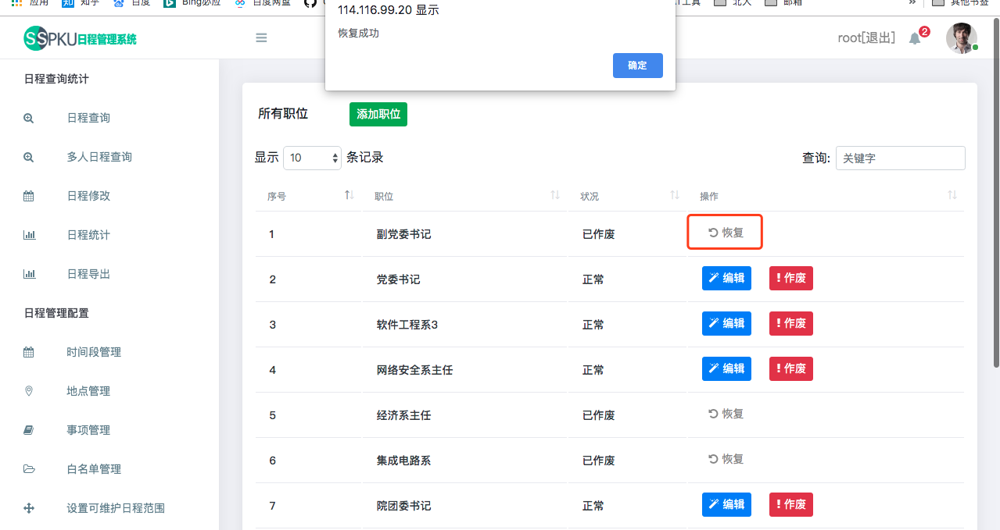 应用 知 知乎 百度 Bing必应 百度网盘 工具 北大 邮箱 » 其他书签
114.116.99.20 显示
恢复成功
确定
SSPKU日程管理系统
root[退出]
2
日程查询统计
日程查询
多人日程查询
日程修改
日程统计
日程导出
日程管理配置
时间段管理
地点管理
事项管理
白名单管理
设置可维护日程范围
所有职位 添加职位
显示 10 条记录 查询: 关键字
序号 职位 状况 操作
1 副党委书记 已作废 恢复
2 党委书记 正常 编辑 ! 作废
3 软件工程系3 正常 编辑 ! 作废
4 网络安全系主任 正常 编辑 ! 作废
5 经济系主任 已作废 恢复
6 集成电路系 已作废 恢复
7 院团委书记 正常 编辑 ! 作废